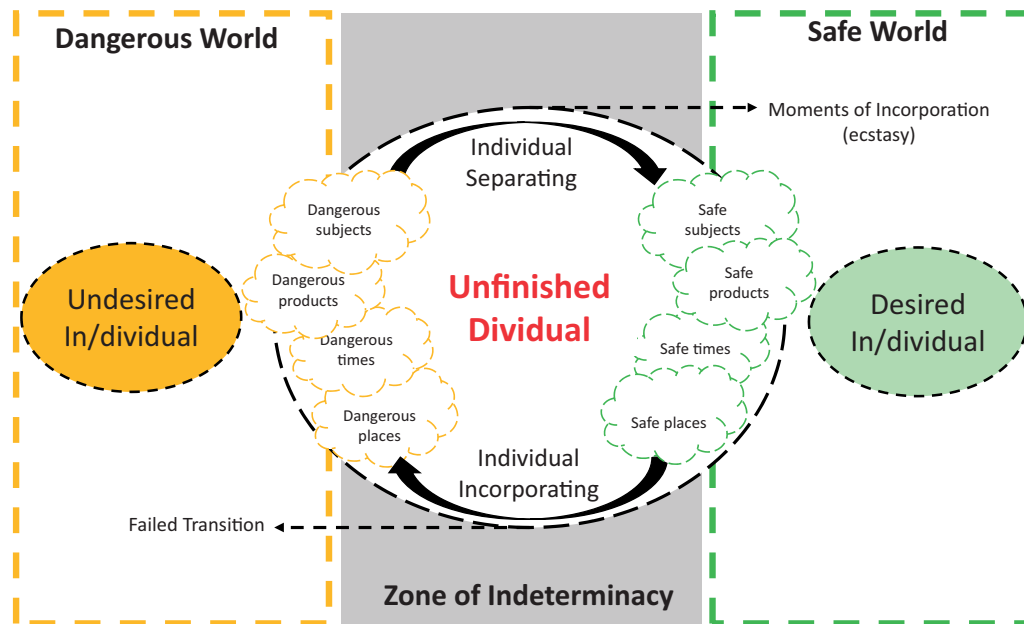 Dangerous World
Safe World
Moments of Incorporation
(ecstasy)
Individual
Separating
Dangerous
subjects
Safe
subjects
Dangerous
products
Safe
products
Undesired
In/dividual
Unfinished
Dividual
Desired
In/dividual
Dangerous
times
Safe times
Dangerous
places
Safe places
Individual
Incorporating
Failed Transition
Zone of Indeterminacy